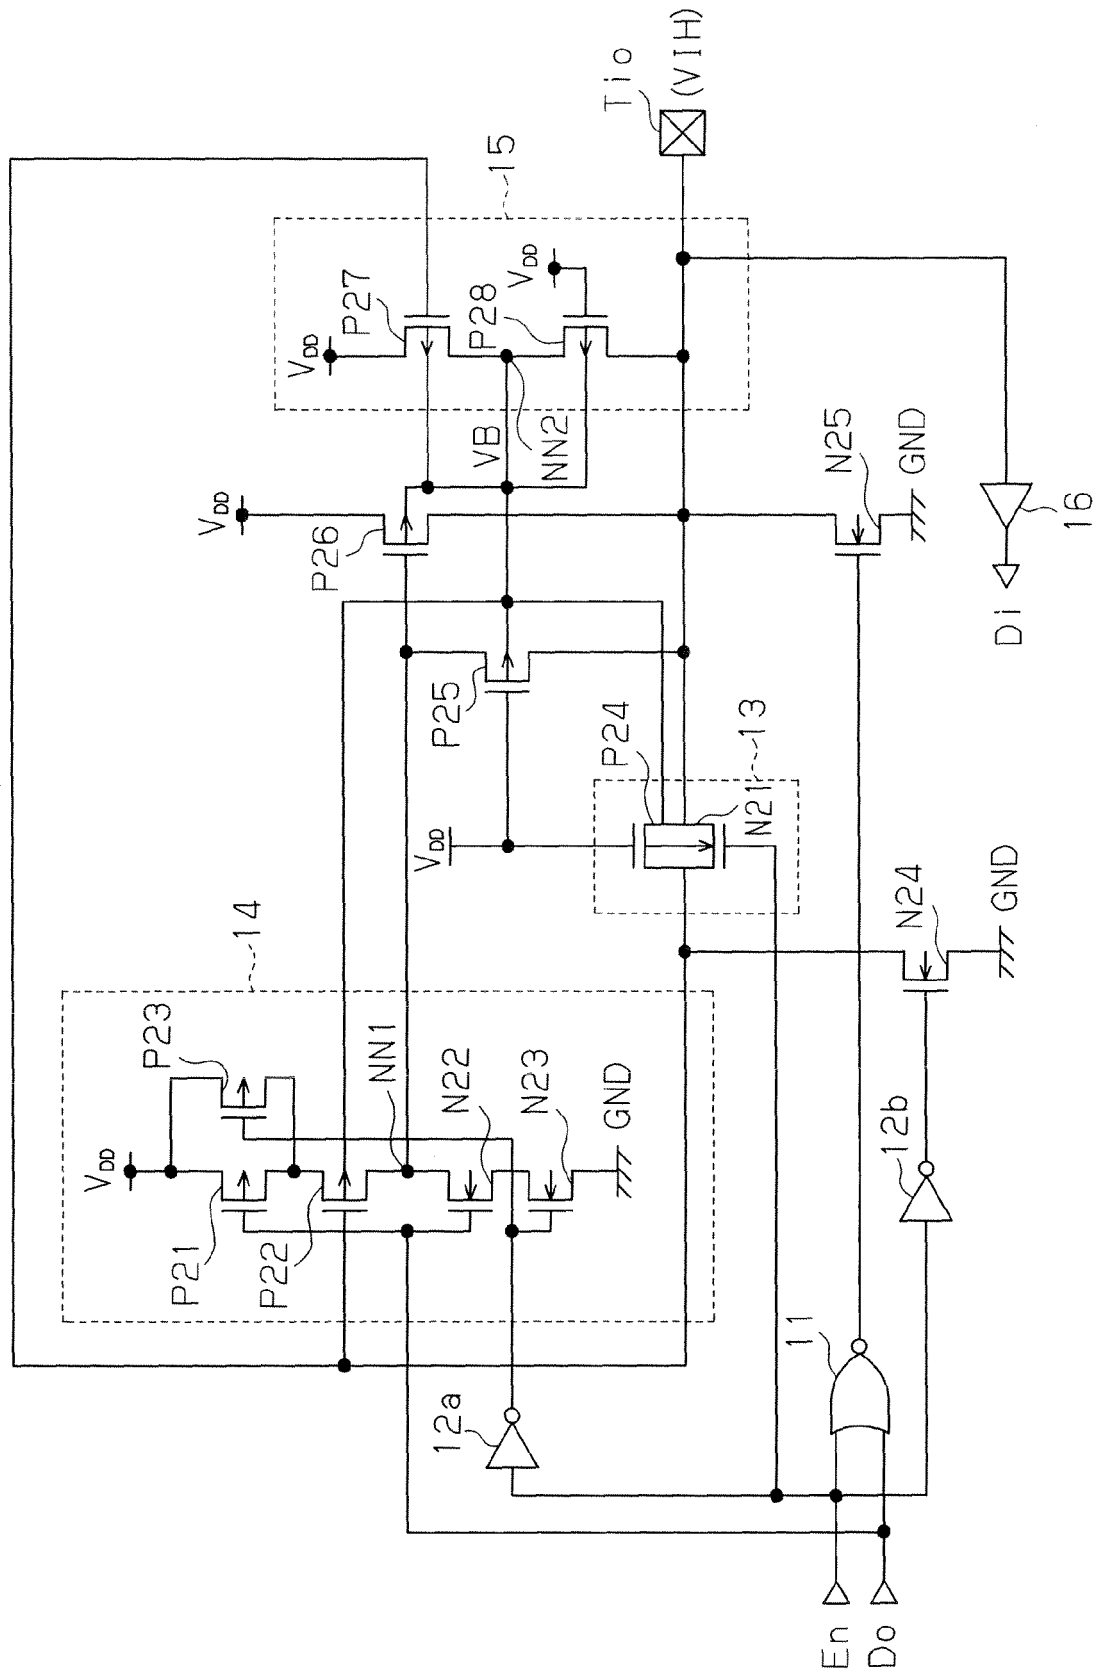 En
Do
11
12a
12b
14
VDD
P21
P22
P23
NN1
N22
N23
GND
N24
GND
13
VDD
P24
N21
P25
VDD
P26
N25
GND
VB
NN2
15
VDD
P27
P28
VDD
Tio
(VIH)
16
Di